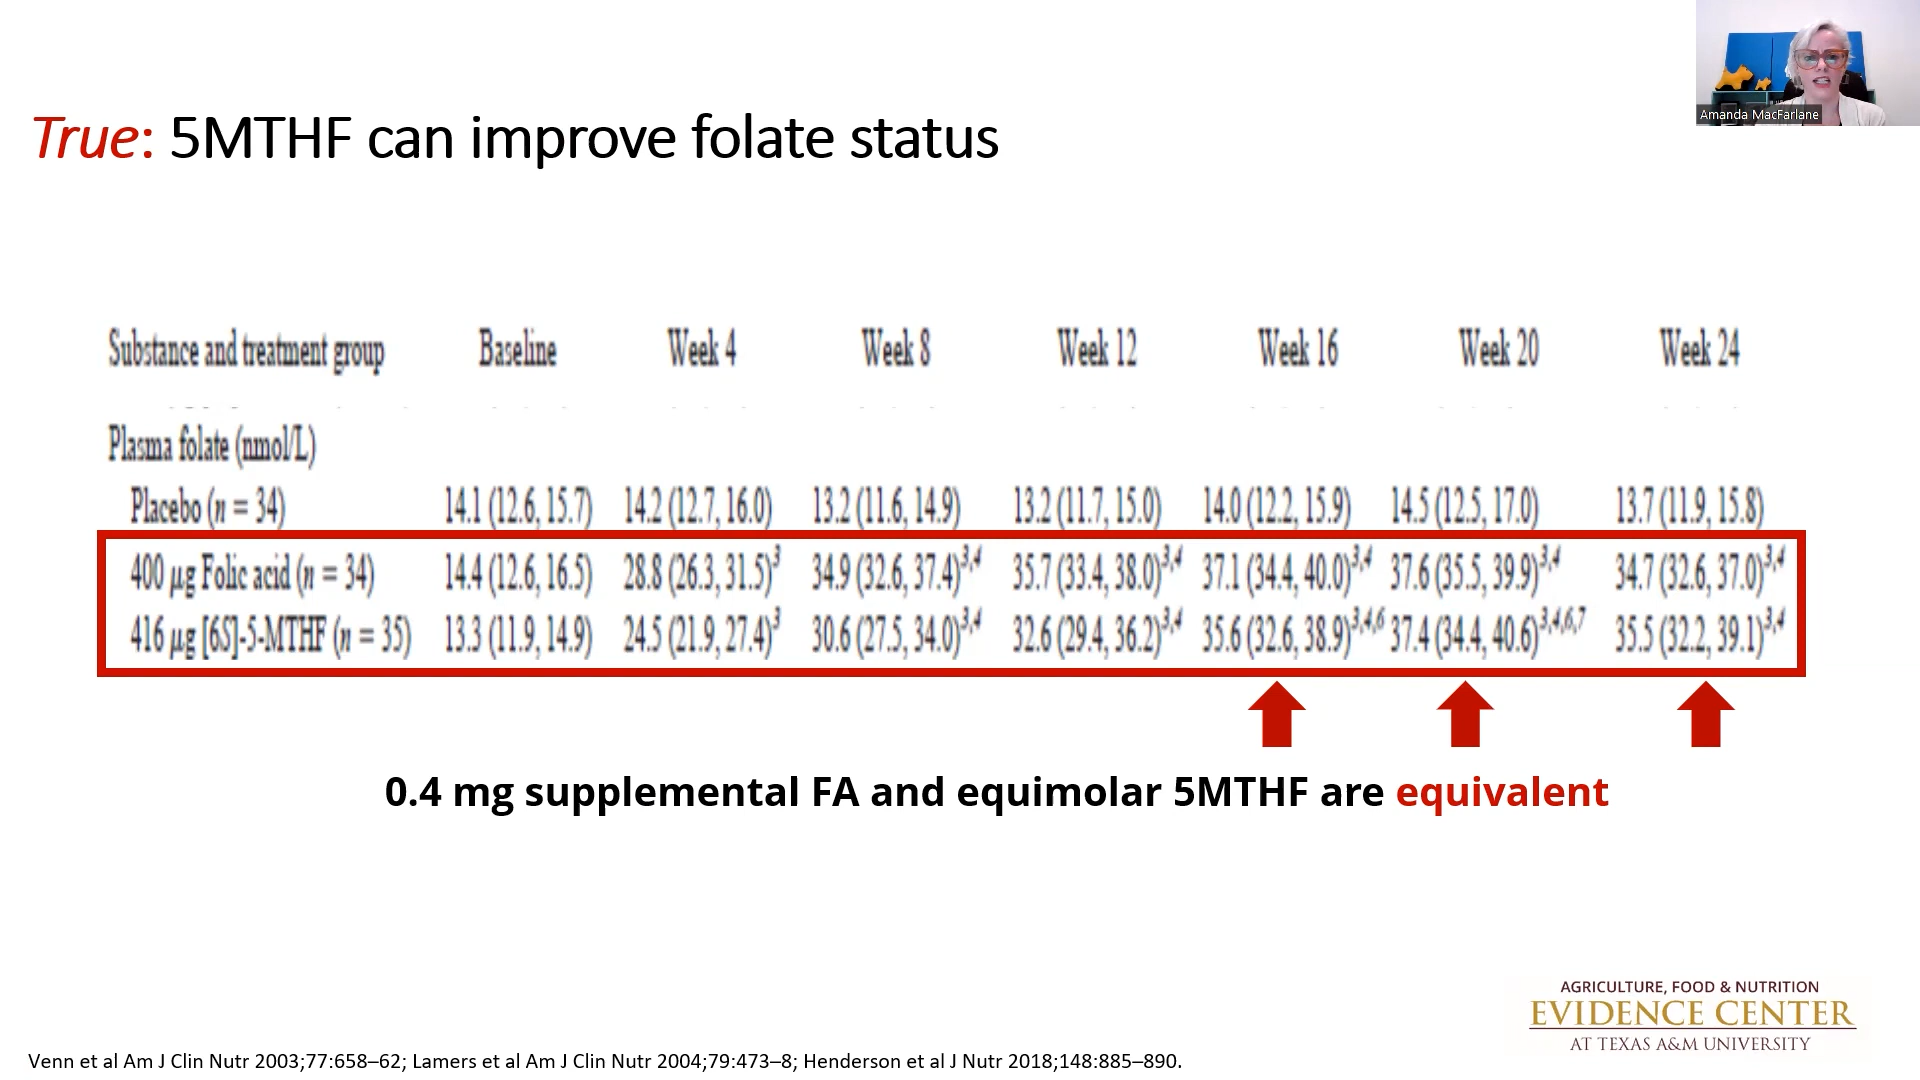 Amanda MacFarlane
True: 5MTHF can improve folate status
Substance and treatment group Baseline Week 4 Week 8 Week 12 Week 16 Week 20 Week 24
Plasma folate (nmol/L)
Placebo (n = 34) 14.1 (12.6, 15.7) 14.2 (12.7, 16.0) 13.2 (11.6, 14.9) 13.2 (11.7, 15.0) 14.0 (12.2, 15.9) 14.5 (12.5, 17.0) 13.7 (11.9, 15.8)
400 µg Folic acid (n = 34) 14.4 (12.6, 16.5) 28.8 (26.3, 31.5)3 34.9 (32.6, 37.4)3,4 35.7 (33.4, 38.0)3,4 37.1 (34.4, 40.0)3,4 37.6 (35.5, 39.9)3,4 34.7 (32.6, 37.0)3,4
416 µg [6S]-5-MTHF (n = 35) 13.3 (11.9, 14.9) 24.5 (21.9, 27.4)3 30.6 (27.5, 34.0)3,4 32.6 (29.4, 36.2)3,4 35.6 (32.6, 38.9)3,4,6 37.4 (34.4, 40.6)3,4,6,7 35.5 (32.2, 39.1)3,4
0.4 mg supplemental FA and equimolar 5MTHF are equivalent
AGRICULTURE, FOOD & NUTRITION
EVIDENCE CENTER
AT TEXAS A&M UNIVERSITY
Venn et al Am J Clin Nutr 2003;77:658–62; Lamers et al Am J Clin Nutr 2004;79:473–8; Henderson et al J Nutr 2018;148:885–890.